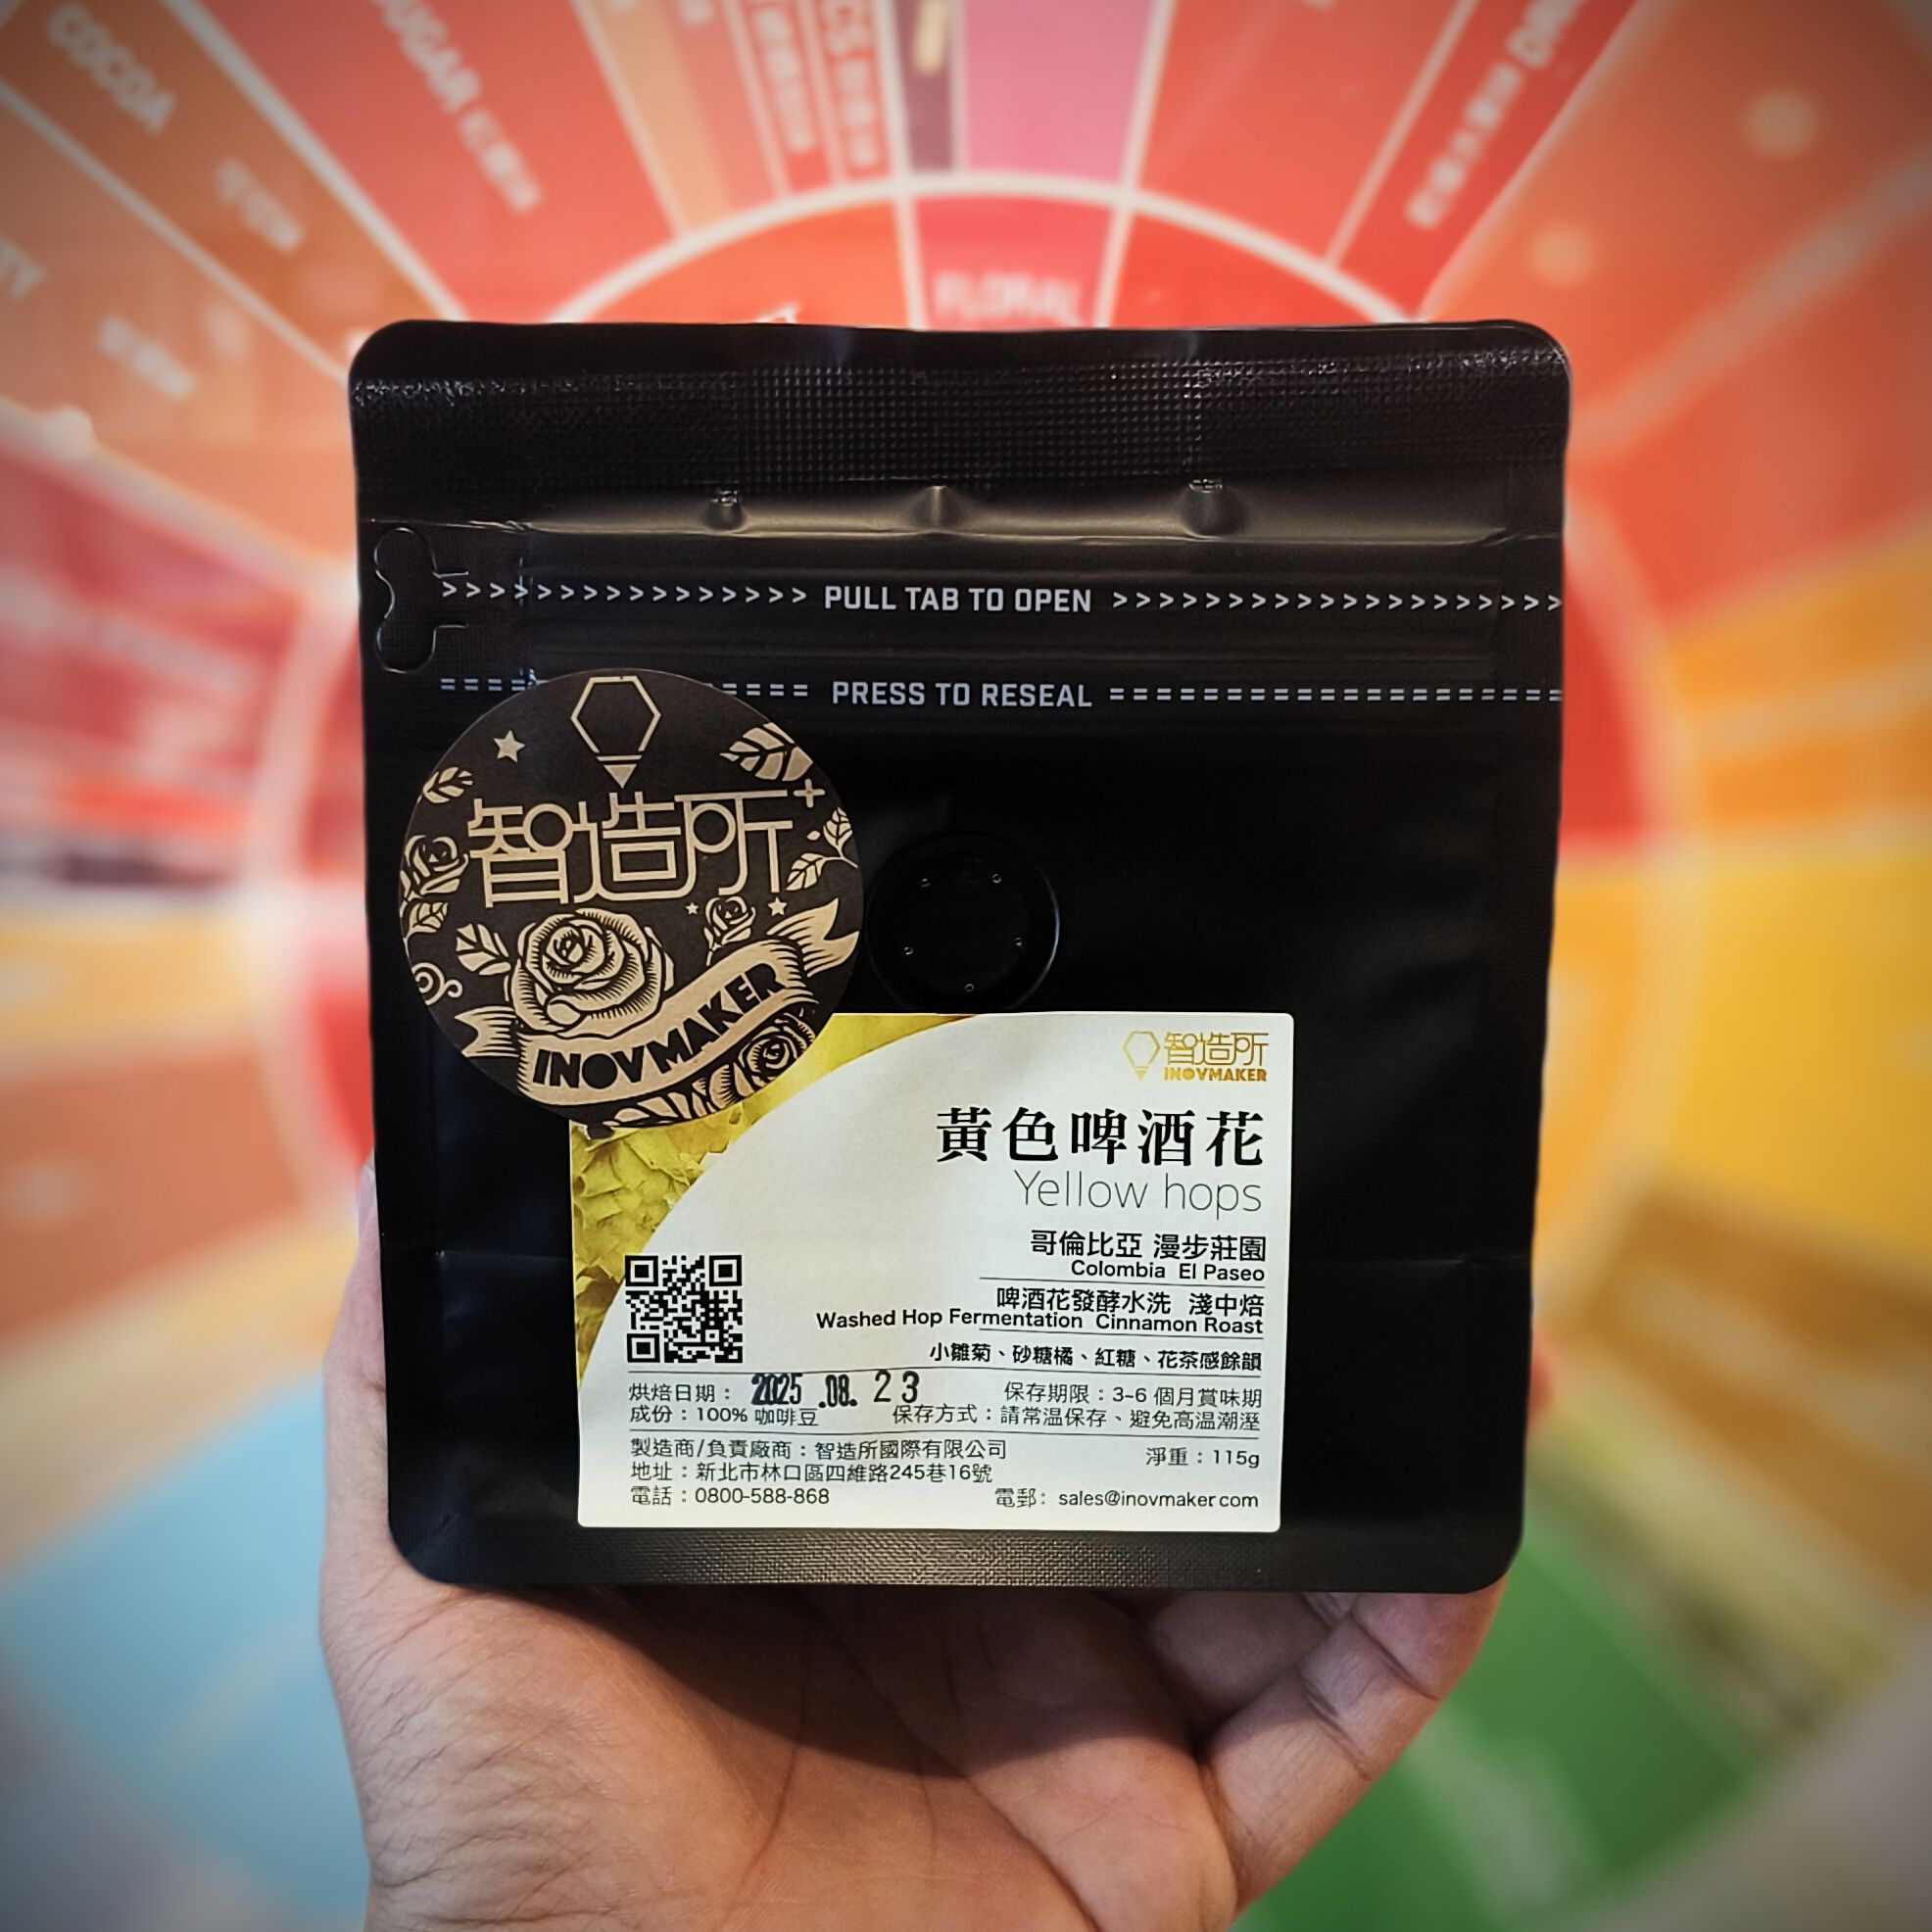 COCOA
SUGAR
FLORAL
PULL TAB TO OPEN
PRESS TO RESEAL
智造所
INOVMAKER
智造所
INOVMAKER
黃色啤酒花
Yellow hops
哥倫比亞 漫步莊園
Colombia El Paseo
啤酒花發酵水洗 淺中焙
Washed Hop Fermentation Cinnamon Roast
小雛菊、砂糖橘、紅糖、花茶感餘韻
烘焙日期：2025.08.23 保存期限：3-6 個月賞味期
成份：100% 咖啡豆 保存方式：請常溫保存、避免高溫潮溼
製造商/負責廠商：智造所國際有限公司 淨重：115g
地址：新北市林口區四維路245巷16號
電話：0800-588-868 電郵：sales@inovmaker.com